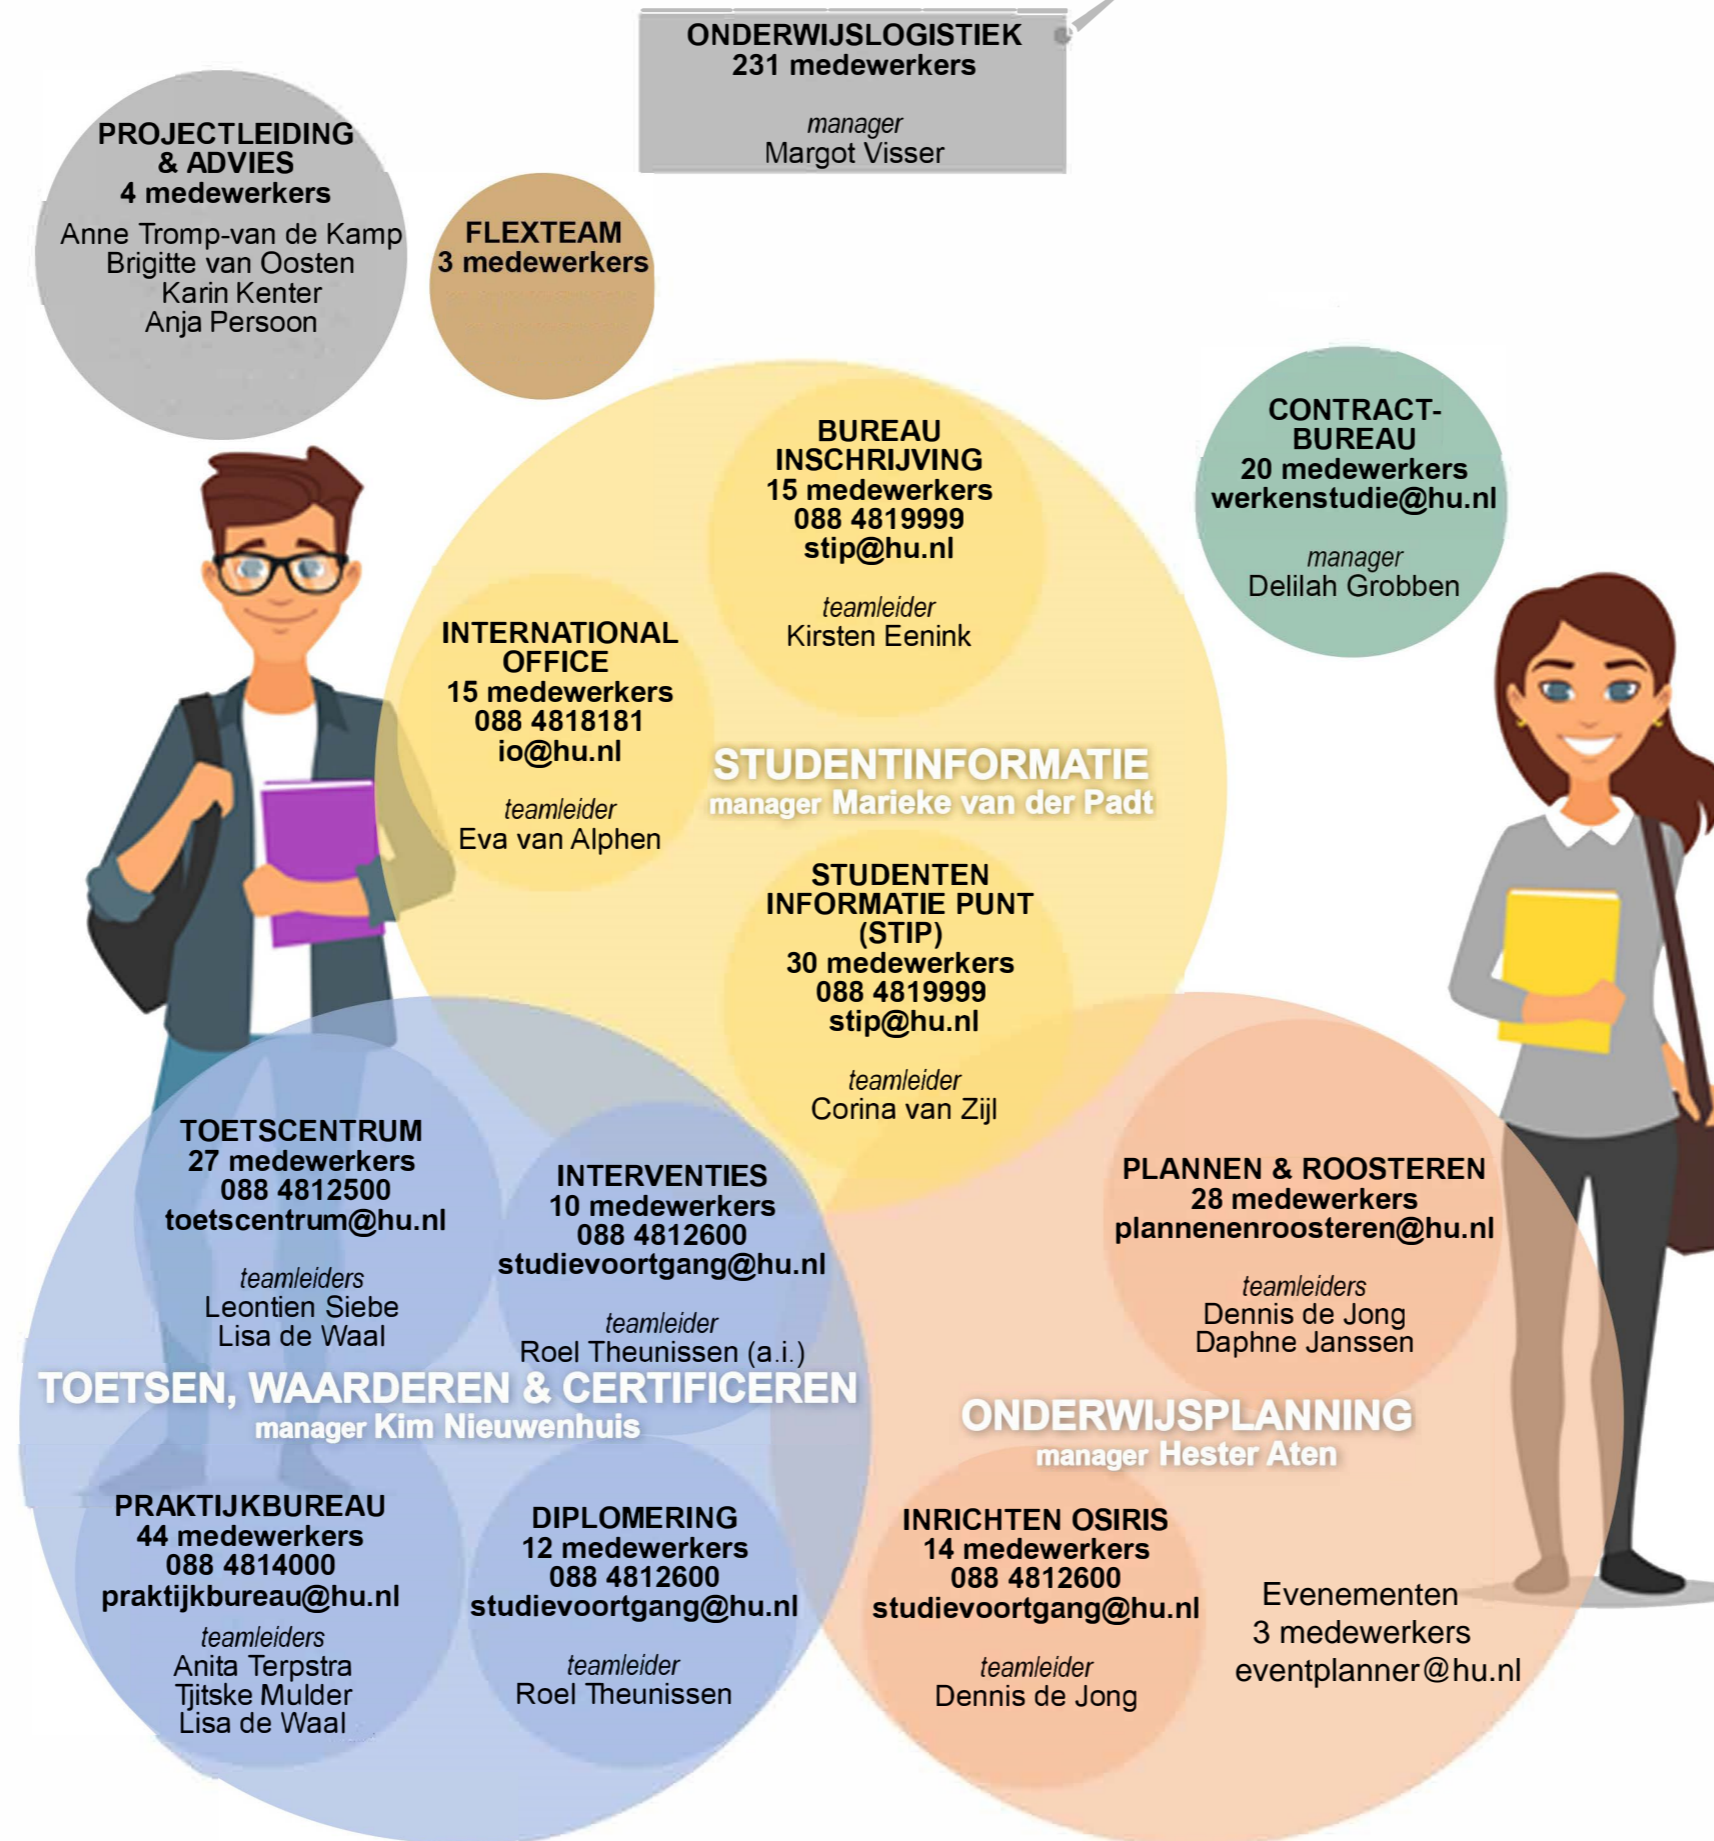 ONDERWIJSLOGISTIEK
231 medewerkers
manager
Margot Visser
PROJECTLEIDING
& ADVIES
4 medewerkers
Anne Tromp-van de Kamp
Brigitte van Oosten
Karin Kenter
Anja Persoon
FLEXTEAM
3 medewerkers
CONTRACT-
BUREAU
20 medewerkers
werkenstudie@hu.nl
manager
Delilah Grobben
BUREAU
INSCHRIJVING
15 medewerkers
088 4819999
stip@hu.nl
teamleider
Kirsten Eenink
INTERNATIONAL
OFFICE
15 medewerkers
088 4818181
io@hu.nl
teamleider
Eva van Alphen
STUDENTINFORMATIE
manager Marieke van der Padt
STUDENTEN
INFORMATIE PUNT
(STIP)
30 medewerkers
088 4819999
stip@hu.nl
teamleider
Corina van Zijl
TOETSCENTRUM
27 medewerkers
088 4812500
toetscentrum@hu.nl
teamleiders
Leontien Siebe
Lisa de Waal
INTERVENTIES
10 medewerkers
088 4812600
studievoortgang@hu.nl
teamleider
Roel Theunissen (a.i.)
TOETSEN, WAARDEREN & CERTIFICEREN
manager Kim Nieuwenhuis
PRAKTIJKBUREAU
44 medewerkers
088 4814000
praktijkbureau@hu.nl
teamleiders
Anita Terpstra
Tjitske Mulder
Lisa de Waal
DIPLOMERING
12 medewerkers
088 4812600
studievoortgang@hu.nl
teamleider
Roel Theunissen
PLANNEN & ROOSTEREN
28 medewerkers
plannenenroosteren@hu.nl
teamleiders
Dennis de Jong
Daphne Janssen
ONDERWIJSPLANNING
manager Hester Aten
INRICHTEN OSIRIS
14 medewerkers
088 4812600
studievoortgang@hu.nl
teamleider
Dennis de Jong
Evenementen
3 medewerkers
eventplanner@hu.nl